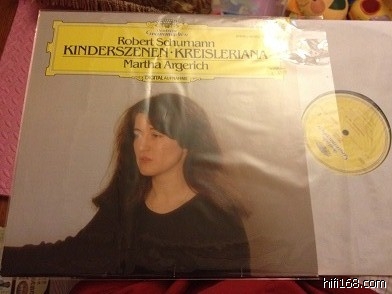 Robert Schumann
KINDERSZENEN · KREISLERIANA
Martha Argerich
DIGITAL AUFNAHME
hifi168.com